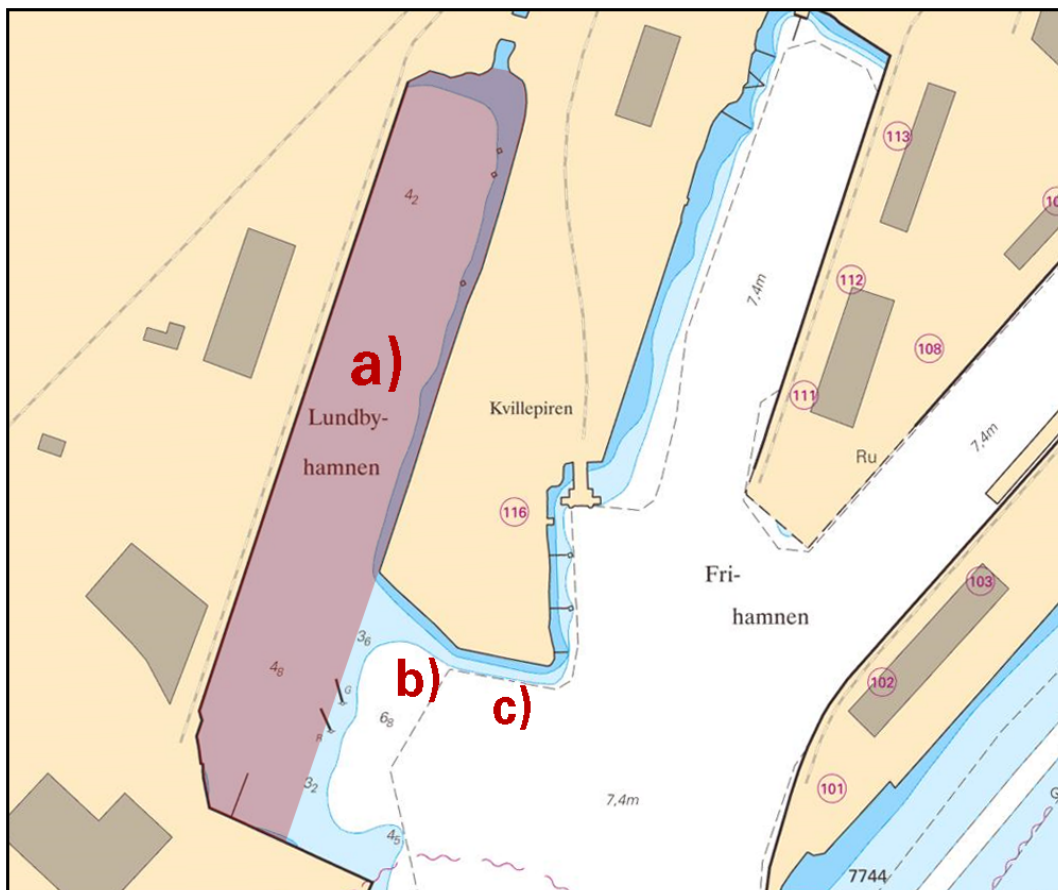 113
4₂
10
112
7,4m
a)
108
111
Kvillepiren
Lundby-
hamnen
7,4m
Ru
116
Fri-
hamnen
103
3₆
4₈
b)
102
G
c)
6₈
R
3₂
101
7,4m
4₅
7744
G